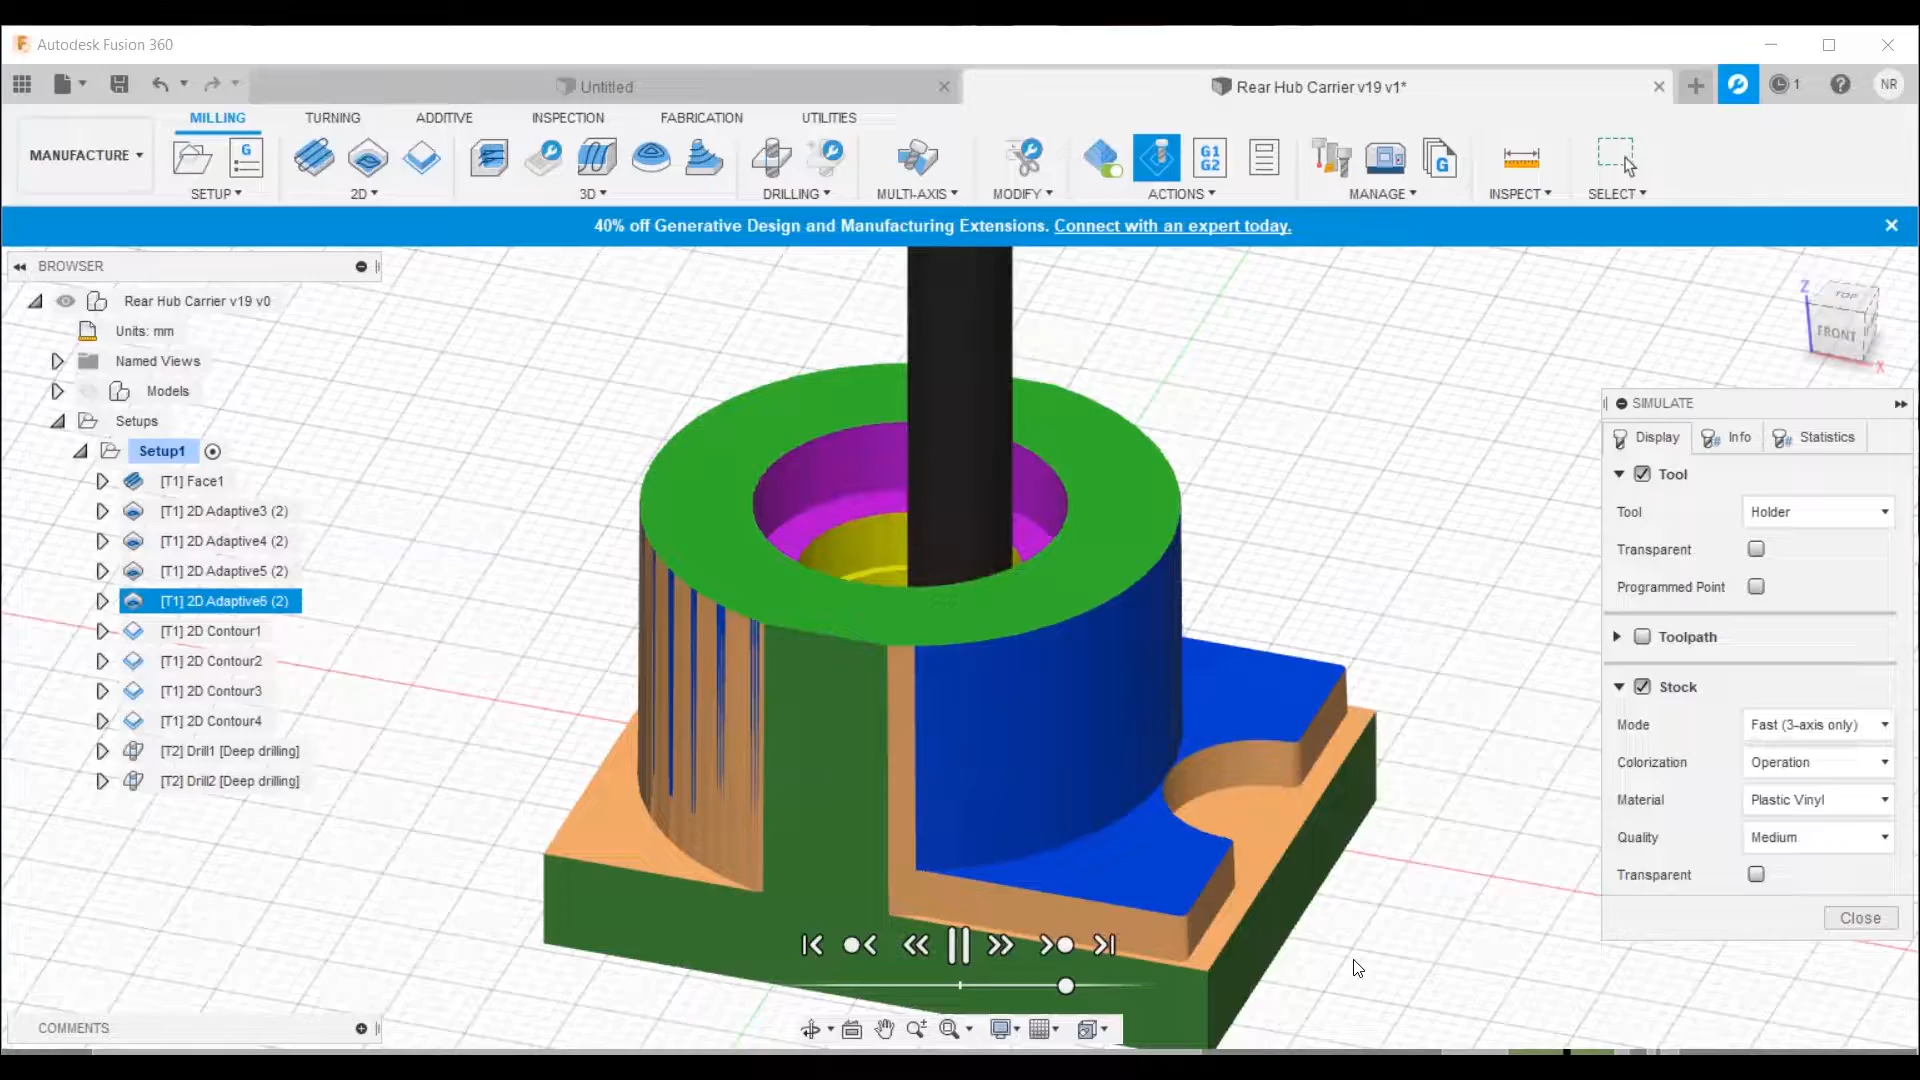 Autodesk Fusion 360
Untitled
Rear Hub Carrier v19 v1*
1
NR
MILLING
TURNING
ADDITIVE
INSPECTION
FABRICATION
UTILITIES
MANUFACTURE
G
G1
G2
G
SETUP
2D
3D
DRILLING
MULTI-AXIS
MODIFY
ACTIONS
MANAGE
INSPECT
SELECT
40% off Generative Design and Manufacturing Extensions. Connect with an expert today.
BROWSER
Rear Hub Carrier v19 v0
Units: mm
Named Views
Models
Setups
Setup1
[T1] Face1
[T1] 2D Adaptive3 (2)
[T1] 2D Adaptive4 (2)
[T1] 2D Adaptive5 (2)
[T1] 2D Adaptive6 (2)
[T1] 2D Contour1
[T1] 2D Contour2
[T1] 2D Contour3
[T1] 2D Contour4
[T2] Drill1 [Deep drilling]
[T2] Drill2 [Deep drilling]
Z
TOP
FRONT
X
SIMULATE
Display
Info
Statistics
Tool
Tool Holder
Transparent
Programmed Point
Toolpath
Stock
Mode Fast (3-axis only)
Colorization Operation
Material Plastic Vinyl
Quality Medium
Transparent
Close
COMMENTS